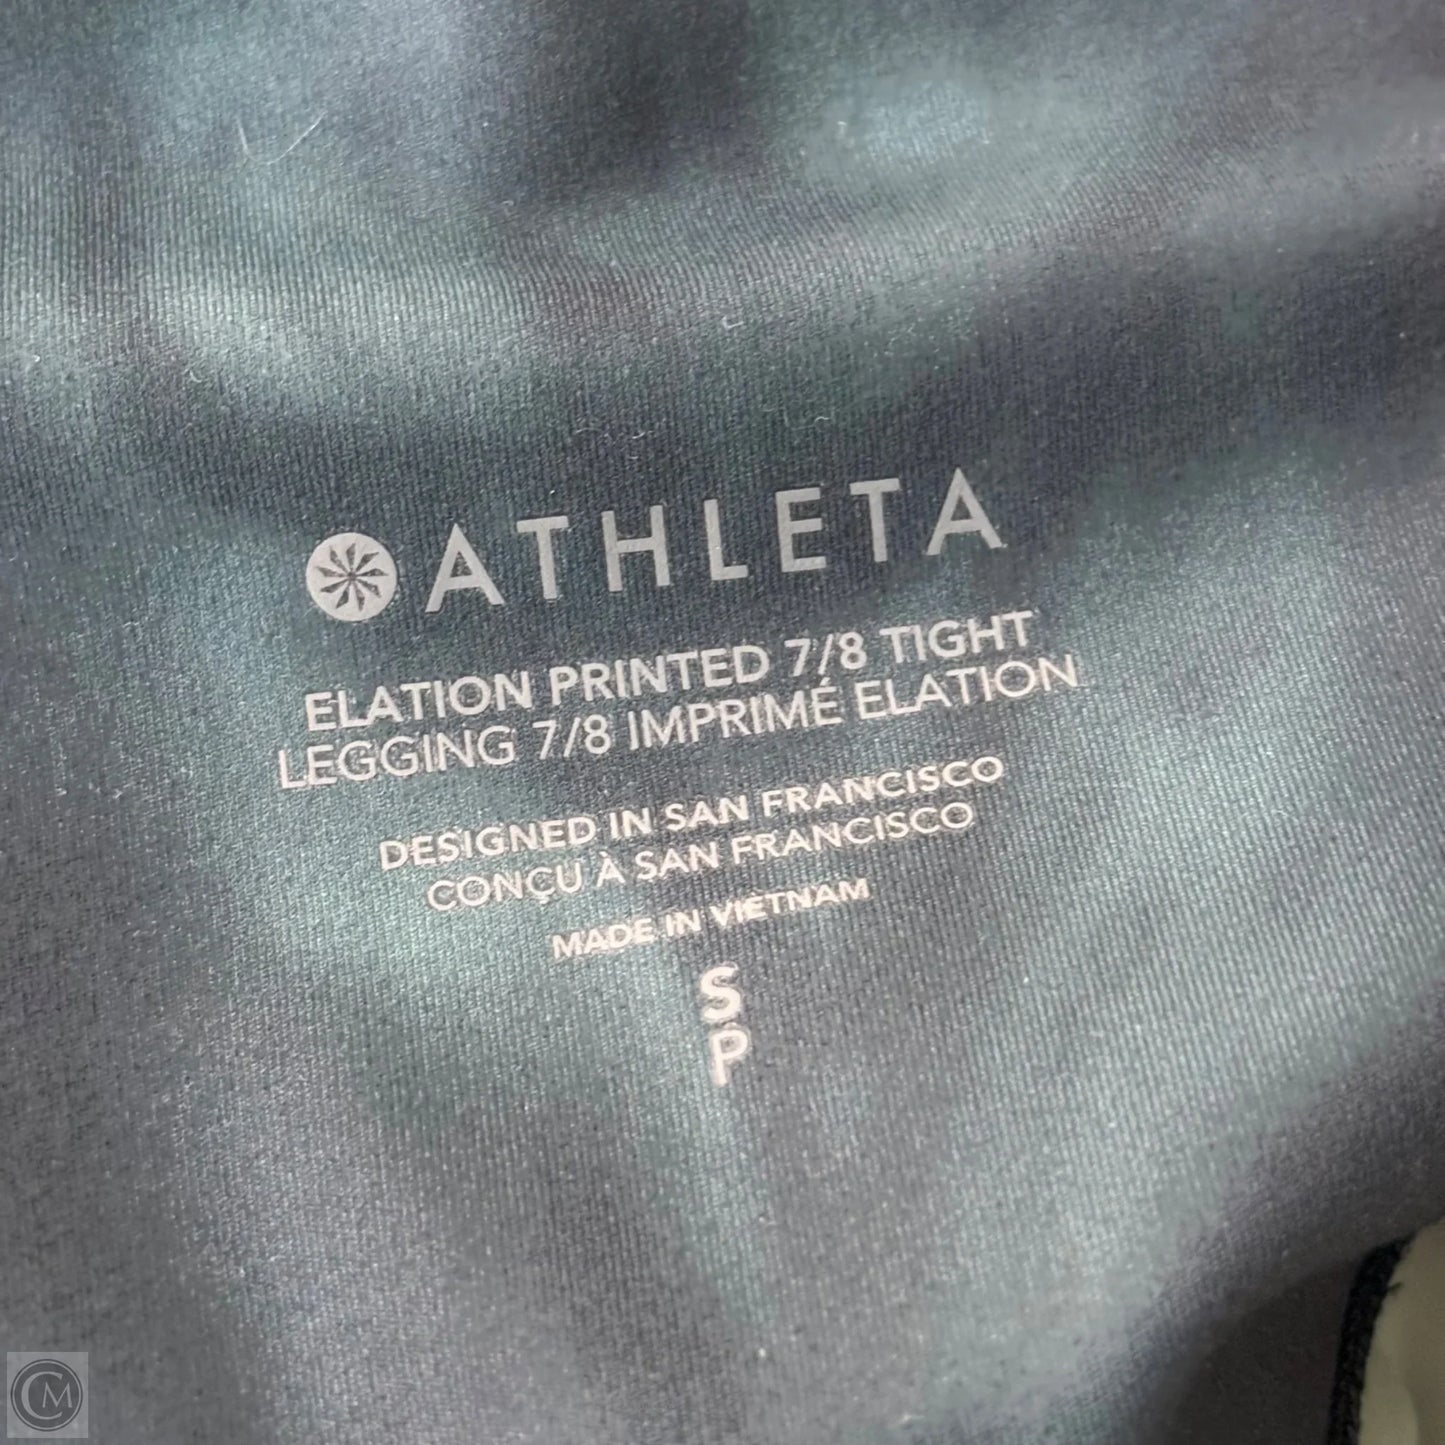 ATHLETA
ELATION PRINTED 7/8 TIGHT
LEGGING 7/8 IMPRIMÉ ELATION
DESIGNED IN SAN FRANCISCO
CONÇU À SAN FRANCISCO
MADE IN VIETNAM
S
P
CM